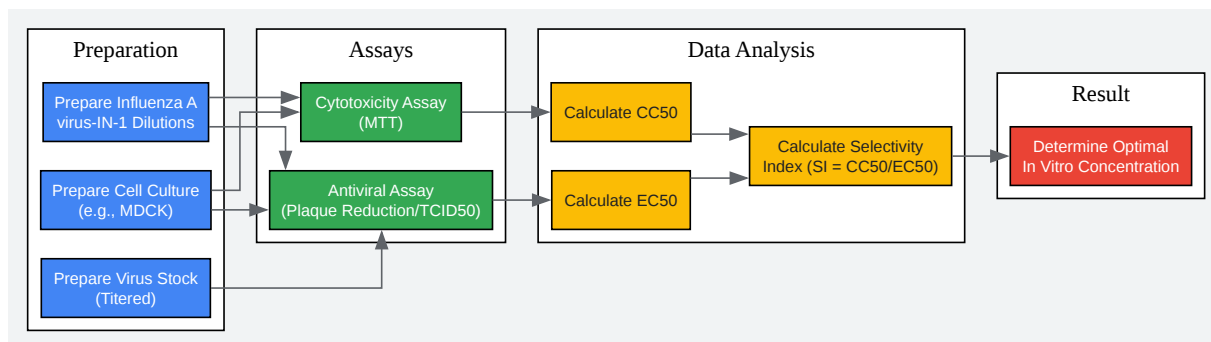 Preparation
Prepare Influenza A
virus-IN-1 Dilutions
Prepare Cell Culture
(e.g., MDCK)
Prepare Virus Stock
(Titered)
Assays
Cytotoxicity Assay
(MTT)
Antiviral Assay
(Plaque Reduction/TCID50)
Data Analysis
Calculate CC50
Calculate EC50
Calculate Selectivity
Index (SI = CC50/EC50)
Result
Determine Optimal
In Vitro Concentration